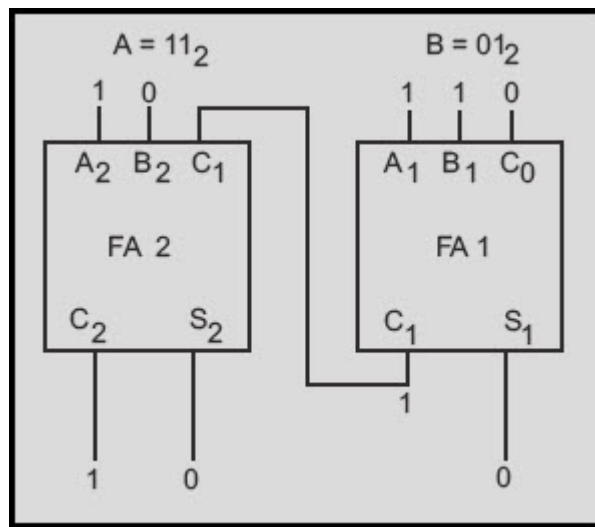 A = 11₂ B = 01₂
1 0 1 1 0
A₂ B₂ C₁ A₁ B₁ C₀
FA 2 FA 1
C₂ S₂ C₁ S₁
1
1 0 0